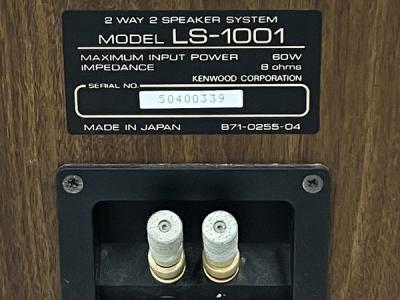 2 WAY 2 SPEAKER SYSTEM
MODEL LS-1001
MAXIMUM INPUT POWER 60W
IMPEDANCE 8 ohms
KENWOOD CORPORATION
SERIAL NO.
50400339
MADE IN JAPAN B71-0255-04